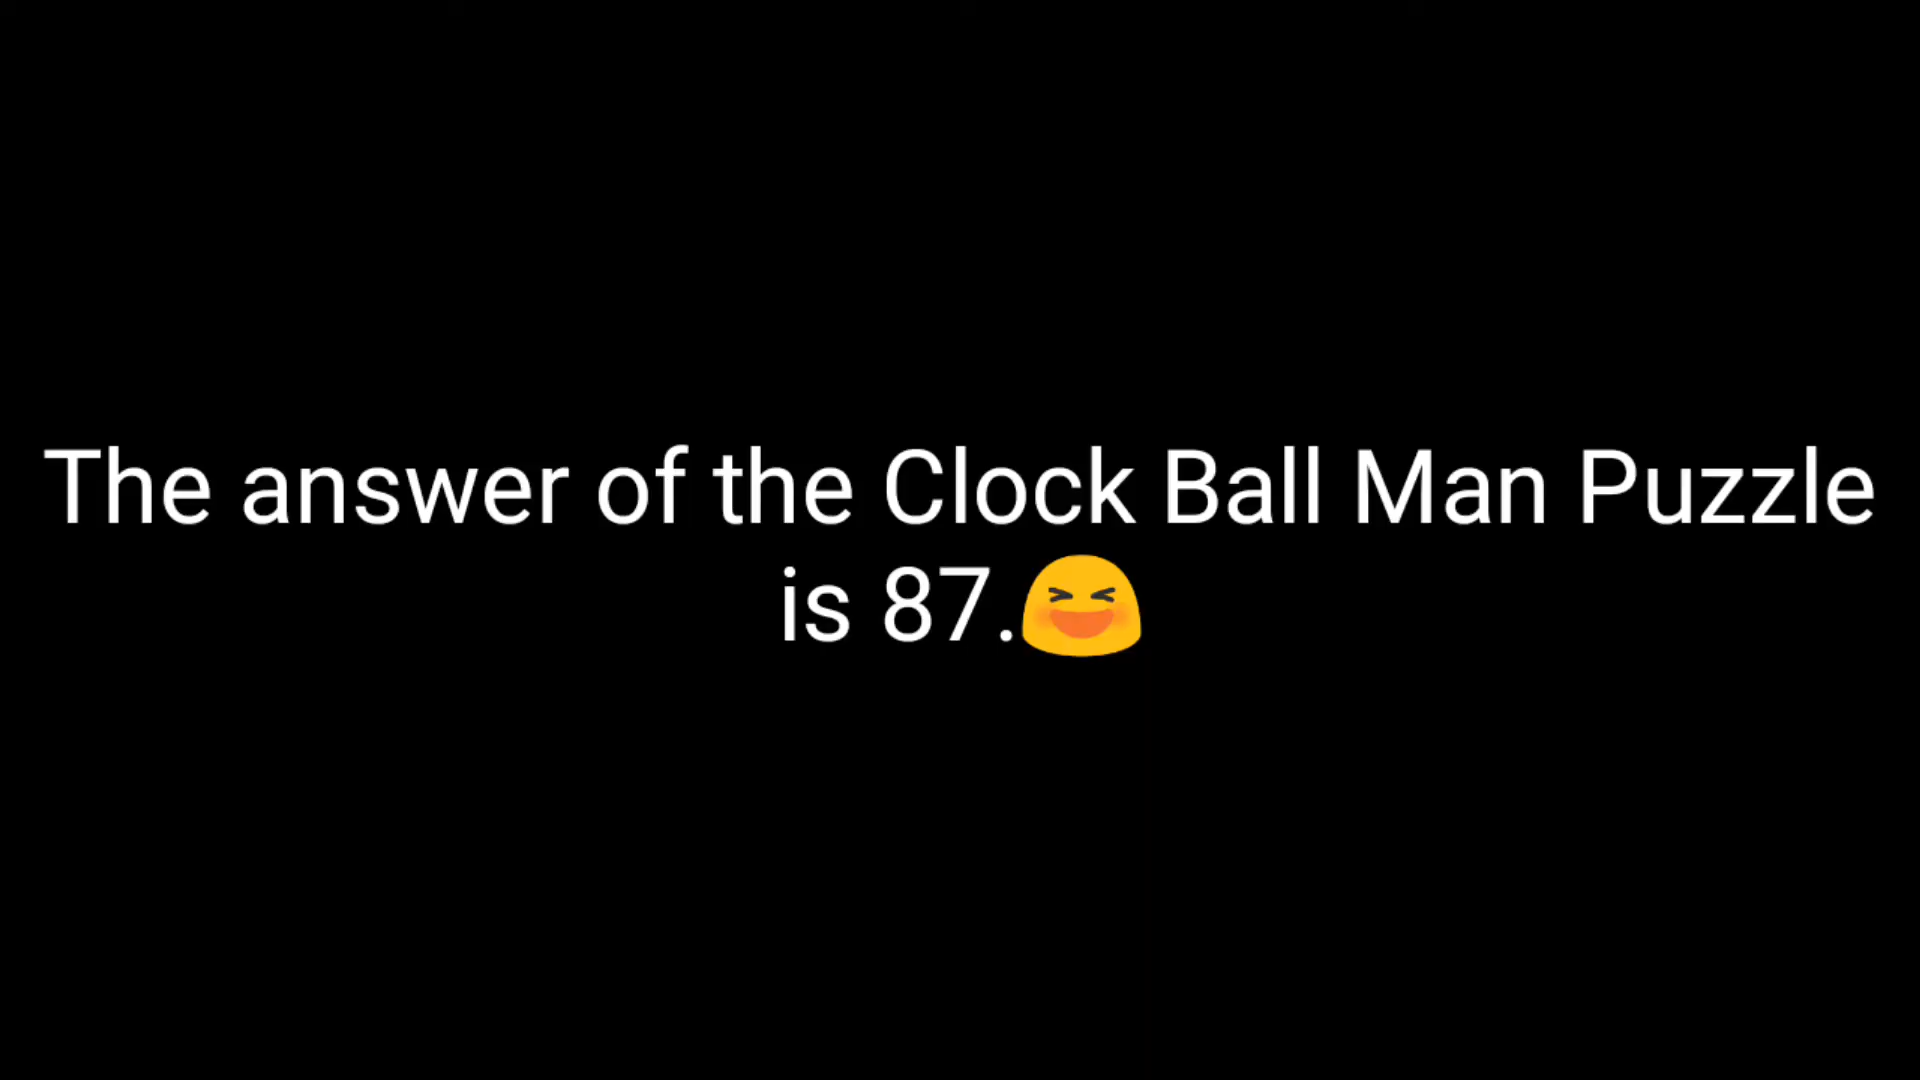 The answer of the Clock Ball Man Puzzle
is 87.😆